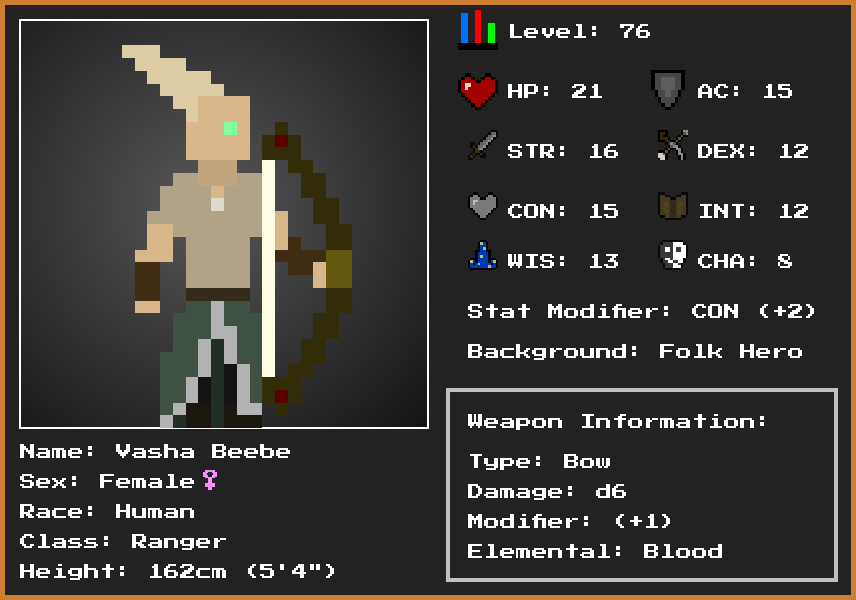 Level: 76
HP: 21
AC: 15
STR: 16
DEX: 12
CON: 15
INT: 12
WIS: 13
CHA: 8
Stat Modifier: CON (+2)
Background: Folk Hero
Name: Vasha Beebe
Sex: Female♀
Race: Human
Class: Ranger
Height: 162cm (5'4")
Weapon Information:
Type: Bow
Damage: d6
Modifier: (+1)
Elemental: Blood